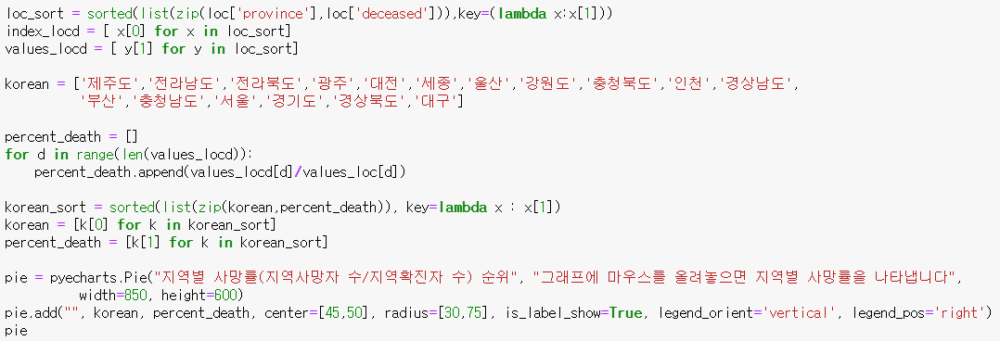 loc_sort = sorted(list(zip(loc['province'],loc['deceased'])),key=(lambda x:x[1]))
index_locd = [ x[0] for x in loc_sort]
values_locd = [ y[1] for y in loc_sort]
korean = ['제주도','전라남도','전라북도','광주','대전','세종','울산','강원도','충청북도','인천','경상남도',
'부산','충청남도','서울','경기도','경상북도','대구']
percent_death = []
for d in range(len(values_locd)):
percent_death.append(values_locd[d]/values_loc[d])
korean_sort = sorted(list(zip(korean,percent_death)), key=lambda x : x[1])
korean = [k[0] for k in korean_sort]
percent_death = [k[1] for k in korean_sort]
pie = pyecharts.Pie("지역별 사망률(지역사망자 수/지역확진자 수) 순위", "그래프에 마우스를 올려놓으면 지역별 사망률을 나타냅니다",
width=850, height=600)
pie.add("", korean, percent_death, center=[45,50], radius=[30,75], is_label_show=True, legend_orient='vertical', legend_pos='right')
pie